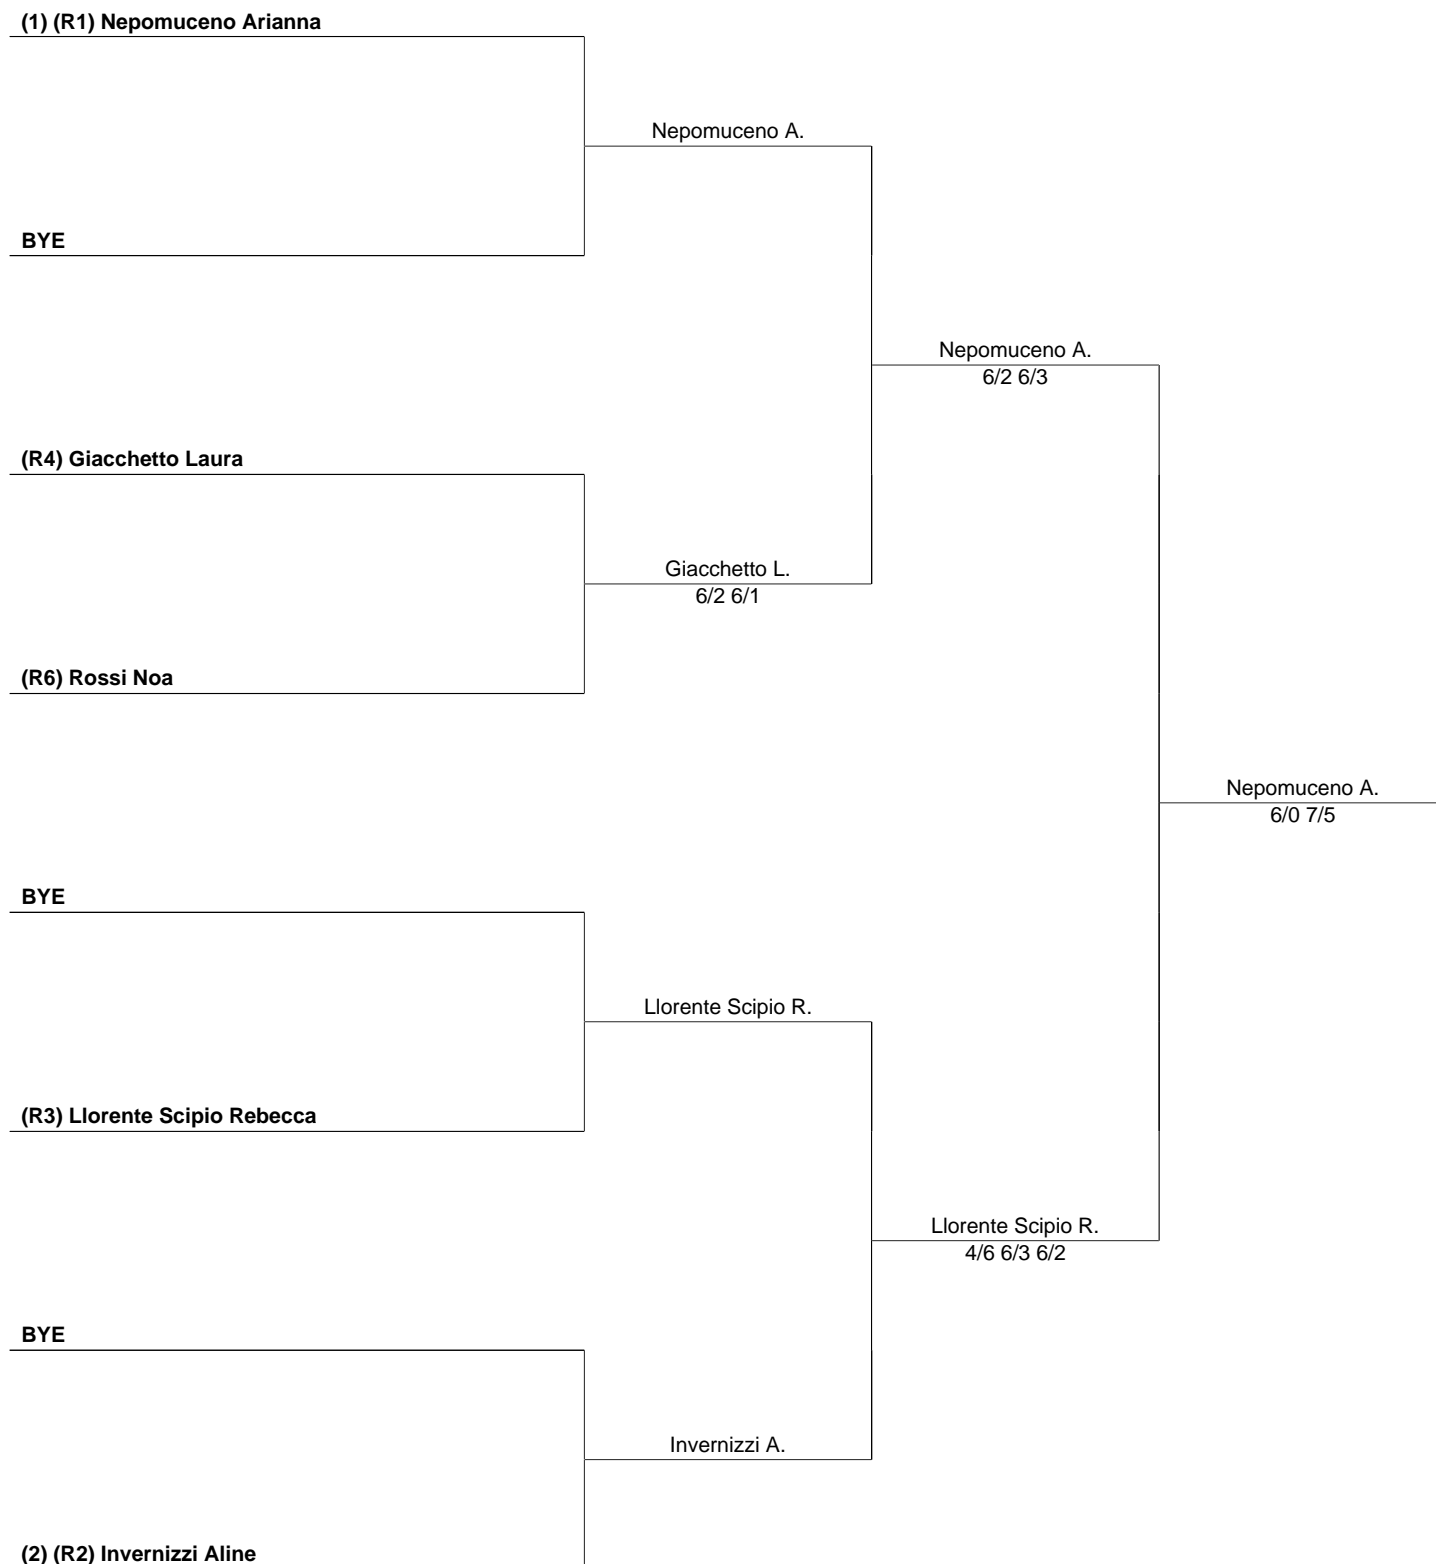 (1) (R1) Nepomuceno Arianna
Nepomuceno A.
BYE
Nepomuceno A.
6/2 6/3
(R4) Giacchetto Laura
Giacchetto L.
6/2 6/1
(R6) Rossi Noa
Nepomuceno A.
6/0 7/5
BYE
Llorente Scipio R.
(R3) Llorente Scipio Rebecca
Llorente Scipio R.
4/6 6/3 6/2
BYE
Invernizzi A.
(2) (R2) Invernizzi Aline